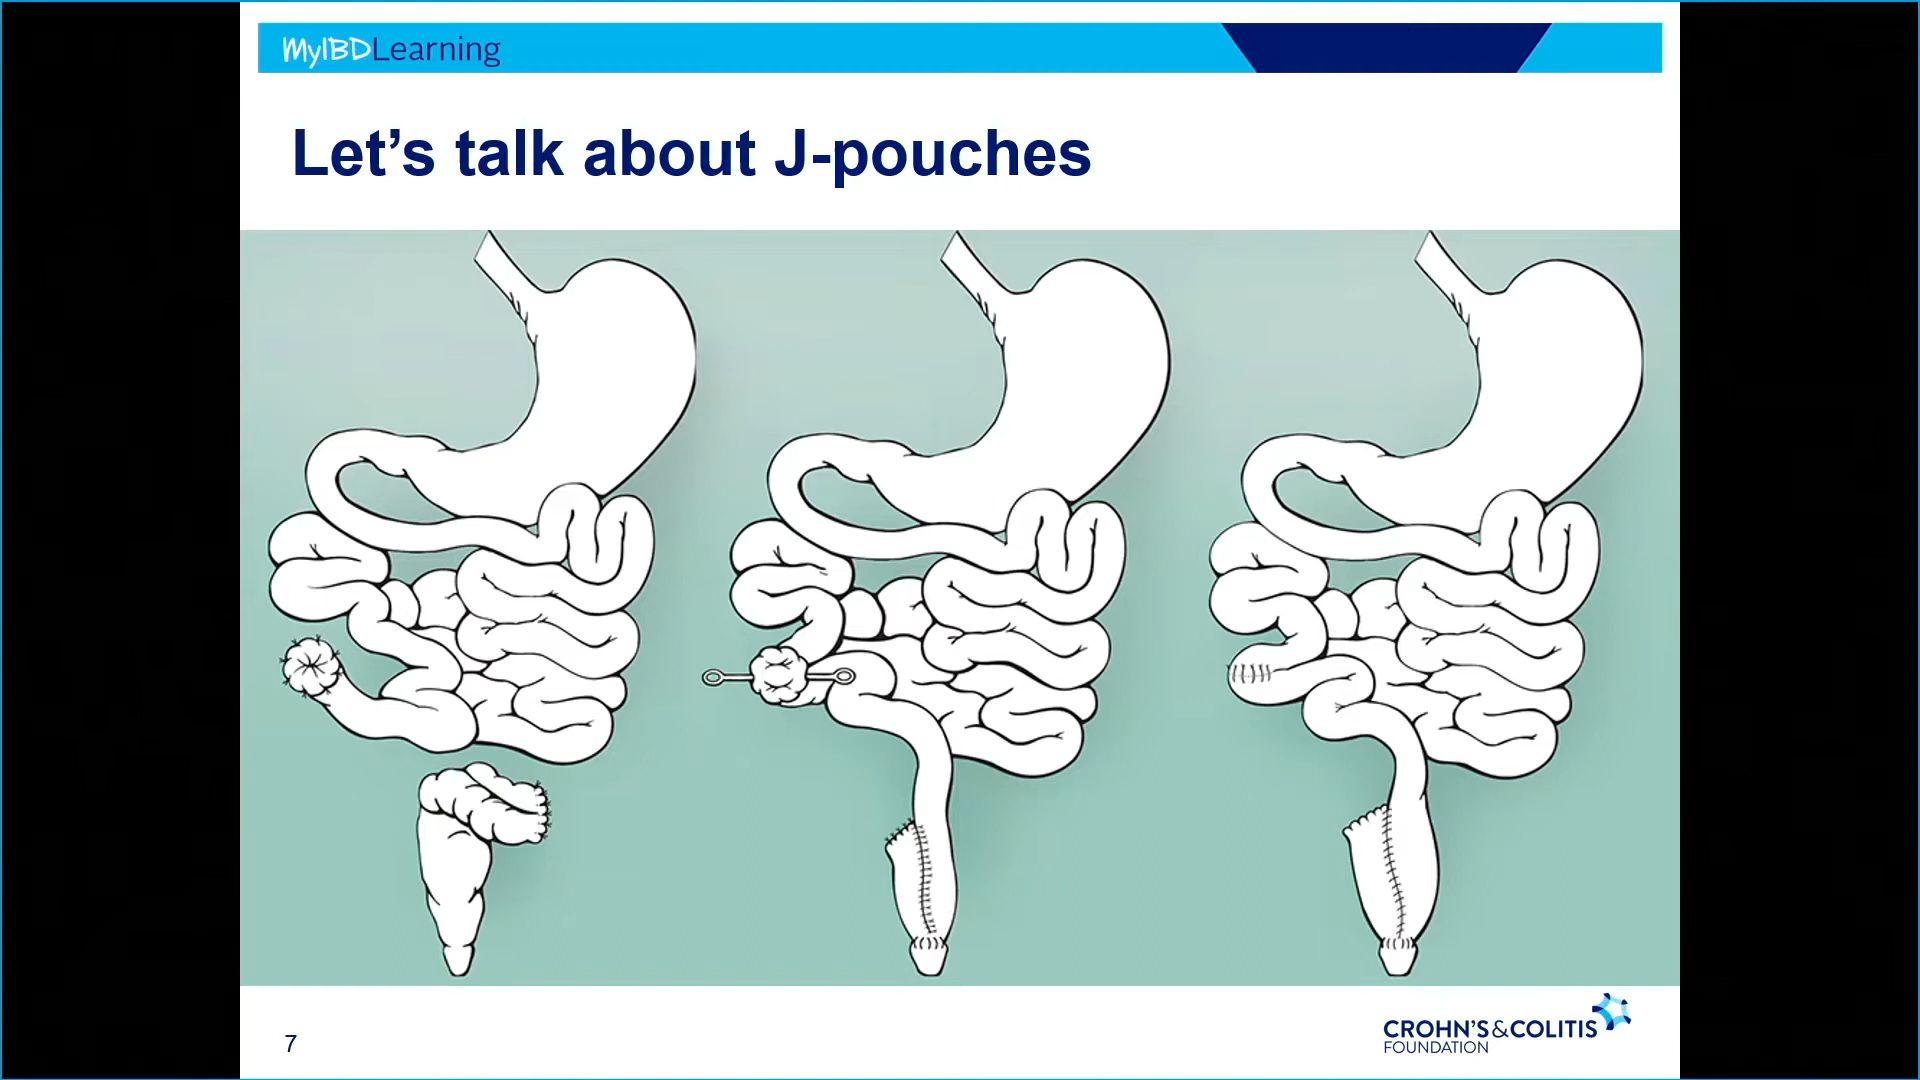 MyIBDLearning
Let’s talk about J-pouches
7
CROHN’S&COLITIS
FOUNDATION